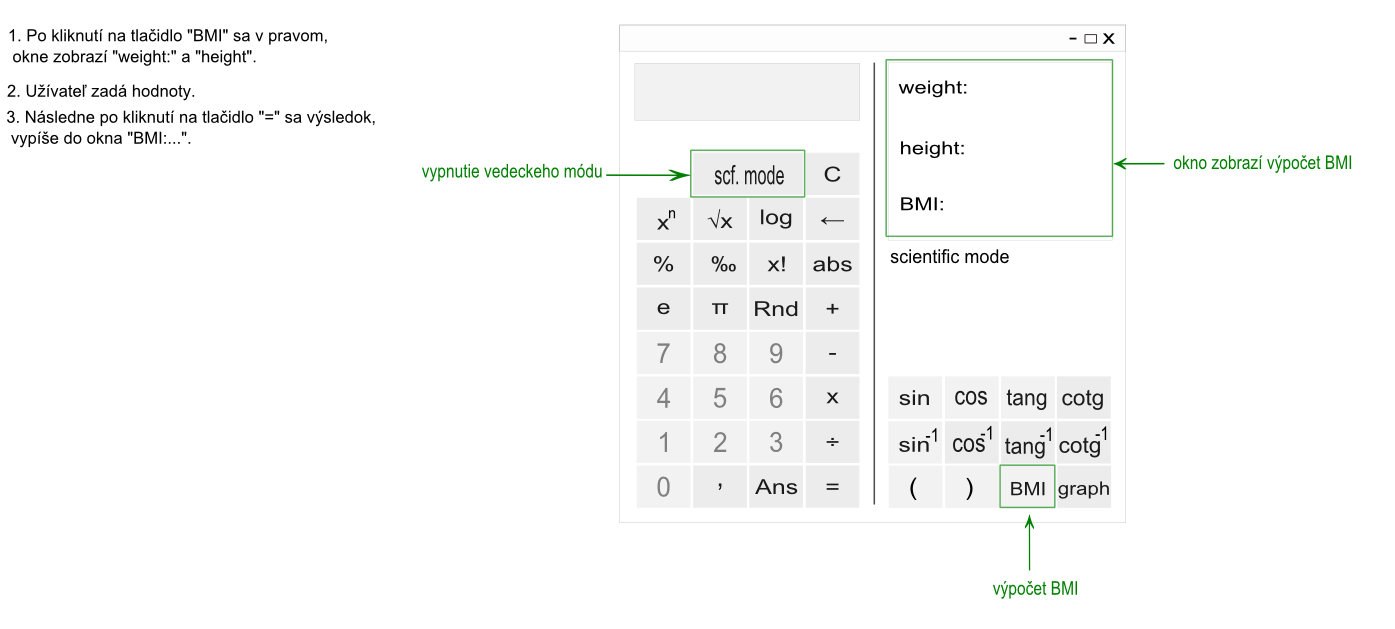 1. Po kliknutí na tlačidlo "BMI" sa v pravom,
okne zobrazí "weight:" a "height".
2. Užívateľ zadá hodnoty.
3. Následne po kliknutí na tlačidlo "=" sa výsledok,
vypíše do okna "BMI:...".
vypnutie vedeckeho módu
scf. mode C
xⁿ √x log ←
% ‰ x! abs
e π Rnd +
7 8 9 -
4 5 6 x
1 2 3 ÷
0 , Ans =
weight:
height:
BMI:
okno zobrazí výpočet BMI
scientific mode
sin cos tang cotg
sin⁻¹ cos⁻¹ tang⁻¹ cotg⁻¹
( ) BMI graph
výpočet BMI